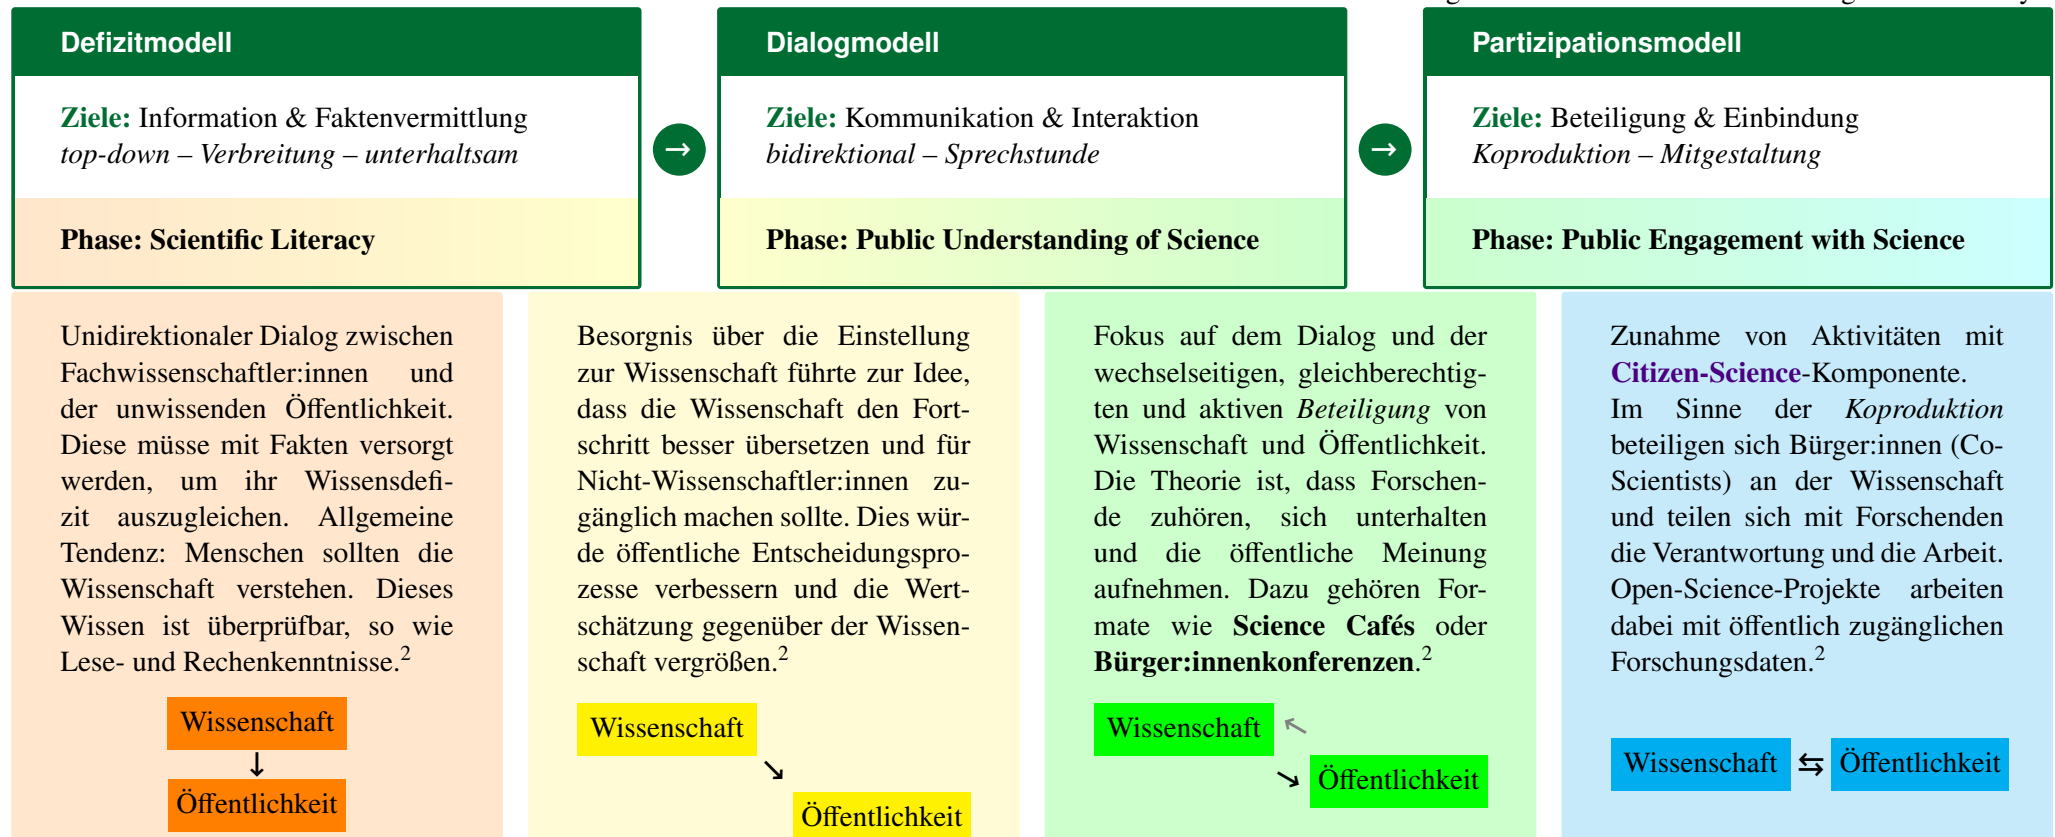 Defizitmodell
Ziele: Information & Faktenvermittlung
top-down – Verbreitung – unterhaltsam
Phase: Scientific Literacy
→
Dialogmodell
Ziele: Kommunikation & Interaktion
bidirektional – Sprechstunde
Phase: Public Understanding of Science
→
Partizipationsmodell
Ziele: Beteiligung & Einbindung
Koproduktion – Mitgestaltung
Phase: Public Engagement with Science
Unidirektionaler Dialog zwischen
Fachwissenschaftler:innen und
der unwissenden Öffentlichkeit.
Diese müsse mit Fakten versorgt
werden, um ihr Wissensdefi-
zit auszugleichen. Allgemeine
Tendenz: Menschen sollten die
Wissenschaft verstehen. Dieses
Wissen ist überprüfbar, so wie
Lese- und Rechenkenntnisse.²
Wissenschaft
↓
Öffentlichkeit
Besorgnis über die Einstellung
zur Wissenschaft führte zur Idee,
dass die Wissenschaft den Fort-
schritt besser übersetzen und für
Nicht-Wissenschaftler:innen zu-
gänglich machen sollte. Dies wür-
de öffentliche Entscheidungspro-
zesse verbessern und die Wert-
schätzung gegenüber der Wissen-
schaft vergrößen.²
Wissenschaft
↘
Öffentlichkeit
Fokus auf dem Dialog und der
wechselseitigen, gleichberechtig-
ten und aktiven Beteiligung von
Wissenschaft und Öffentlichkeit.
Die Theorie ist, dass Forschen-
de zuhören, sich unterhalten
und die öffentliche Meinung
aufnehmen. Dazu gehören For-
mate wie Science Cafés oder
Bürger:innenkonferenzen.²
Wissenschaft ↖
↘ Öffentlichkeit
Zunahme von Aktivitäten mit
Citizen-Science-Komponente.
Im Sinne der Koproduktion
beteiligen sich Bürger:innen (Co-
Scientists) an der Wissenschaft
und teilen sich mit Forschenden
die Verantwortung und die Arbeit.
Open-Science-Projekte arbeiten
dabei mit öffentlich zugänglichen
Forschungsdaten.²
Wissenschaft ⇆ Öffentlichkeit